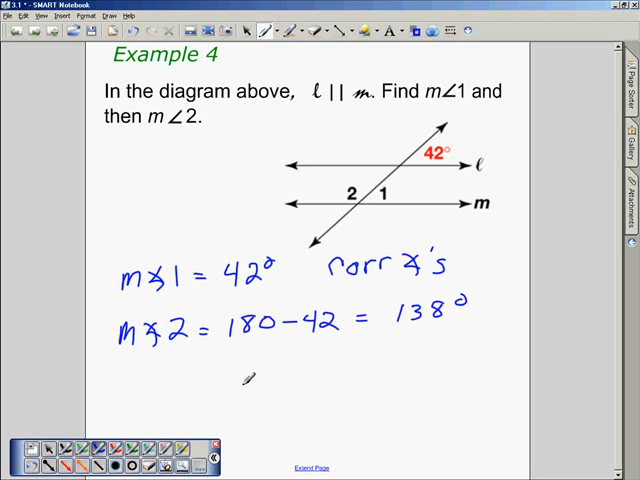 3.1 * - SMART Notebook
File Edit View Insert Format Draw Help
Example 4
In the diagram above, ℓ || m. Find m∠1 and
then m∠2.
42°
ℓ
2 1
m
m∡1 = 42° corr ∡'s
m∡2 = 180 - 42 = 138°
Extend Page
Page Sorter
Gallery
Attachments